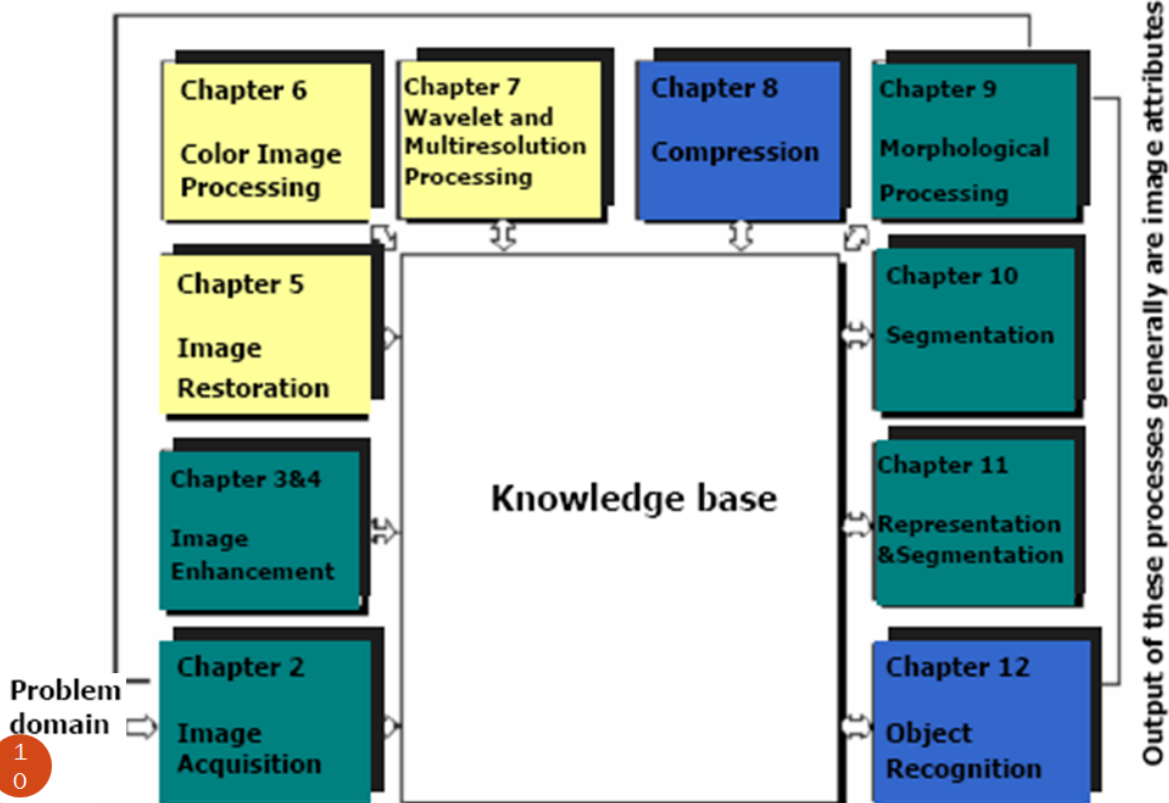 Chapter 6
Color Image
Processing
Chapter 7
Wavelet and
Multiresolution
Processing
Chapter 8
Compression
Chapter 9
Morphological
Processing
Chapter 5
Image
Restoration
Chapter 10
Segmentation
Chapter 3&4
Image
Enhancement
Knowledge base
Chapter 11
Representation
&Segmentation
Problem
domain
Chapter 2
Image
Acquisition
Chapter 12
Object
Recognition
Output of these processes generally are image attributes
1
0